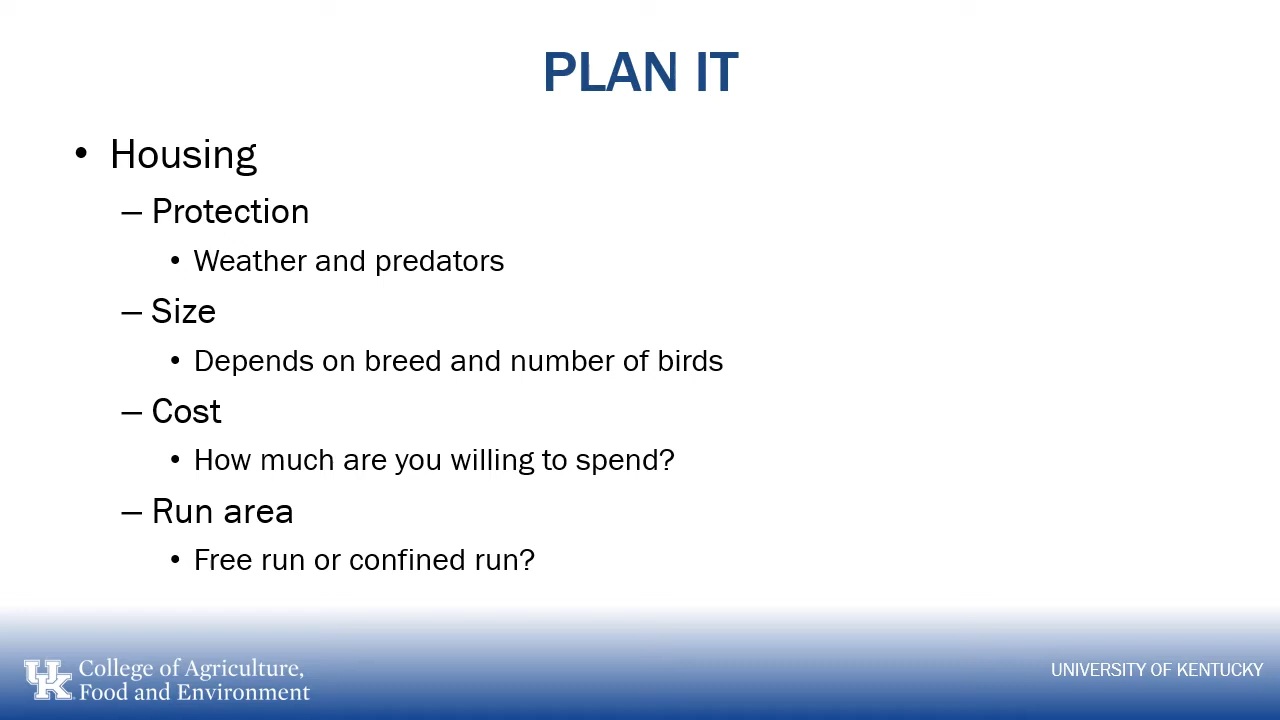 PLAN IT
• Housing
– Protection
• Weather and predators
– Size
• Depends on breed and number of birds
– Cost
• How much are you willing to spend?
– Run area
• Free run or confined run?
UK College of Agriculture,
Food and Environment
UNIVERSITY OF KENTUCKY